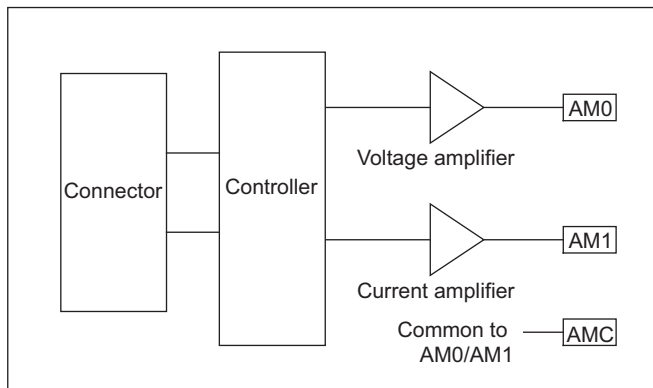 AM0
Voltage amplifier
Connector
Controller
AM1
Current amplifier
Common to
AM0/AM1
AMC